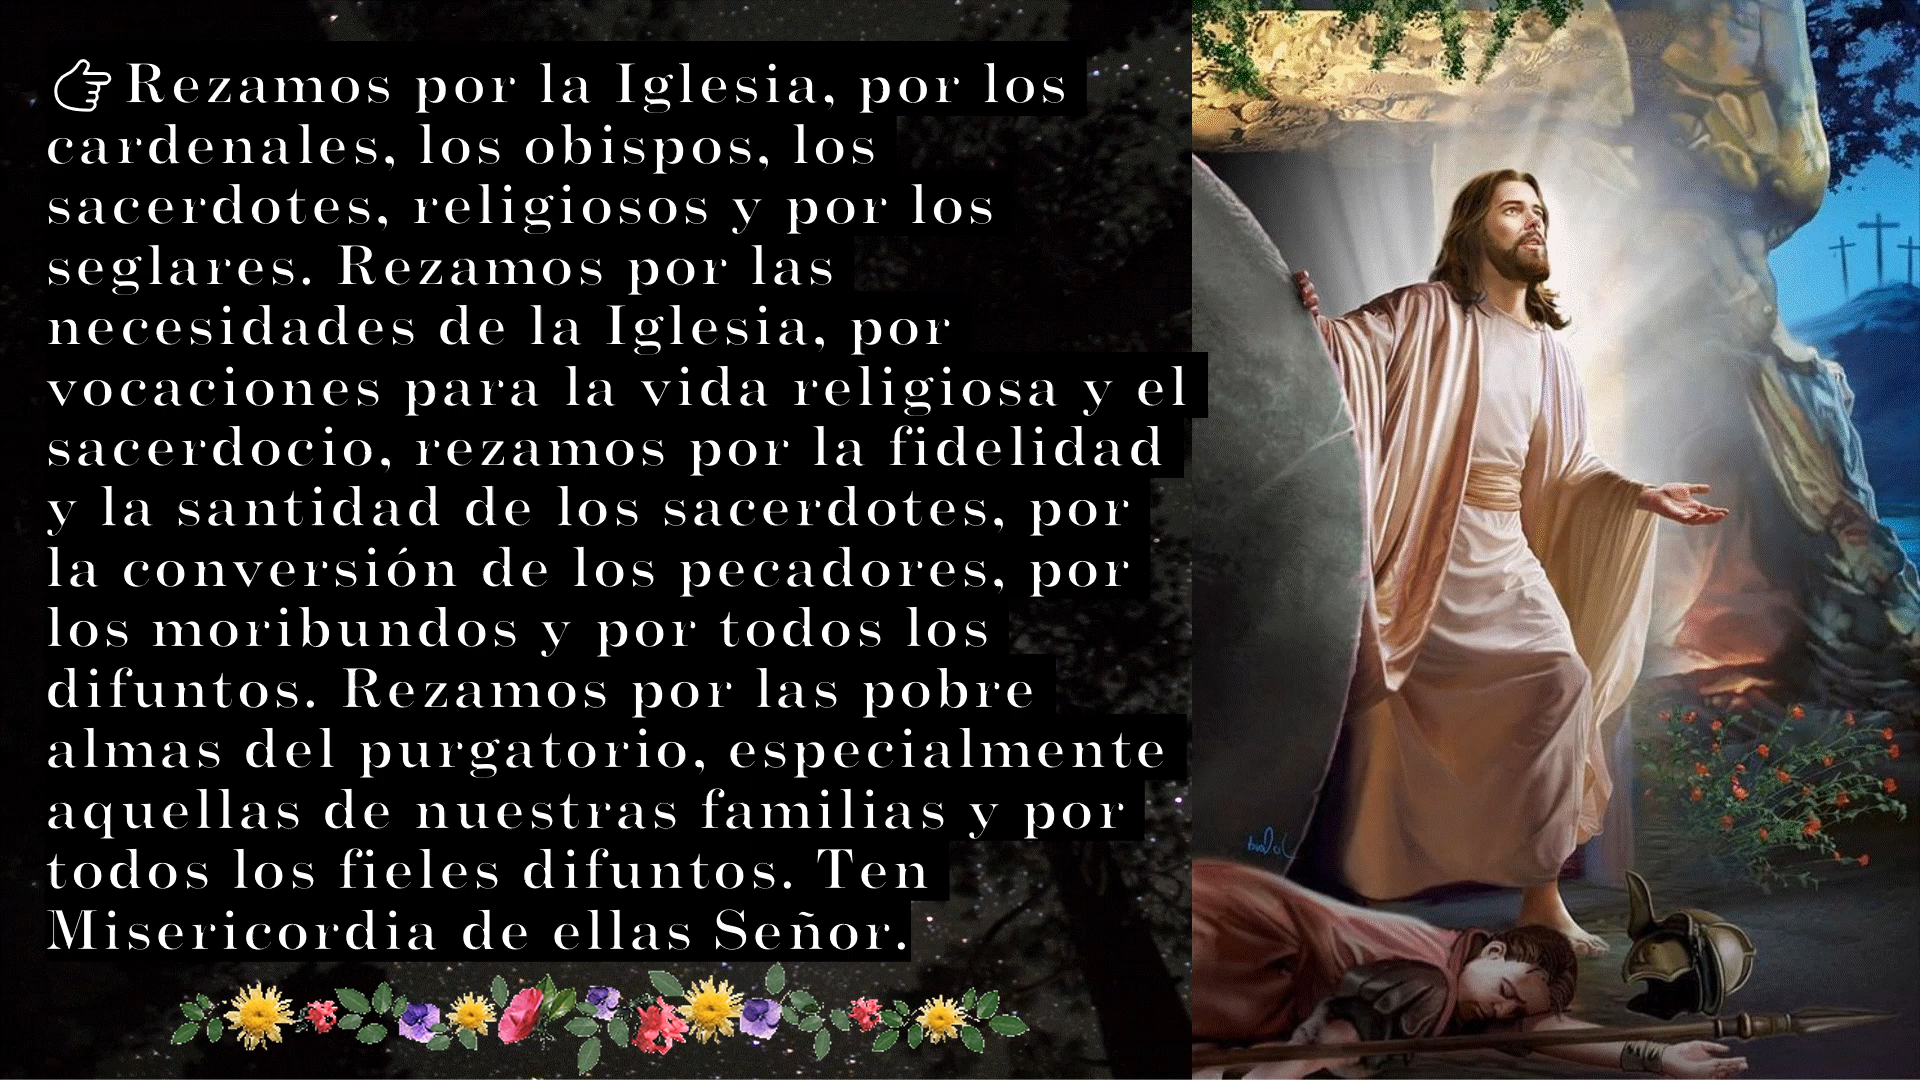 👉Rezamos por la Iglesia, por los
cardenales, los obispos, los
sacerdotes, religiosos y por los
seglares. Rezamos por las
necesidades de la Iglesia, por
vocaciones para la vida religiosa y el
sacerdocio, rezamos por la fidelidad
y la santidad de los sacerdotes, por
la conversión de los pecadores, por
los moribundos y por todos los
difuntos. Rezamos por las pobre
almas del purgatorio, especialmente
aquellas de nuestras familias y por
todos los fieles difuntos. Ten
Misericordia de ellas Señor.